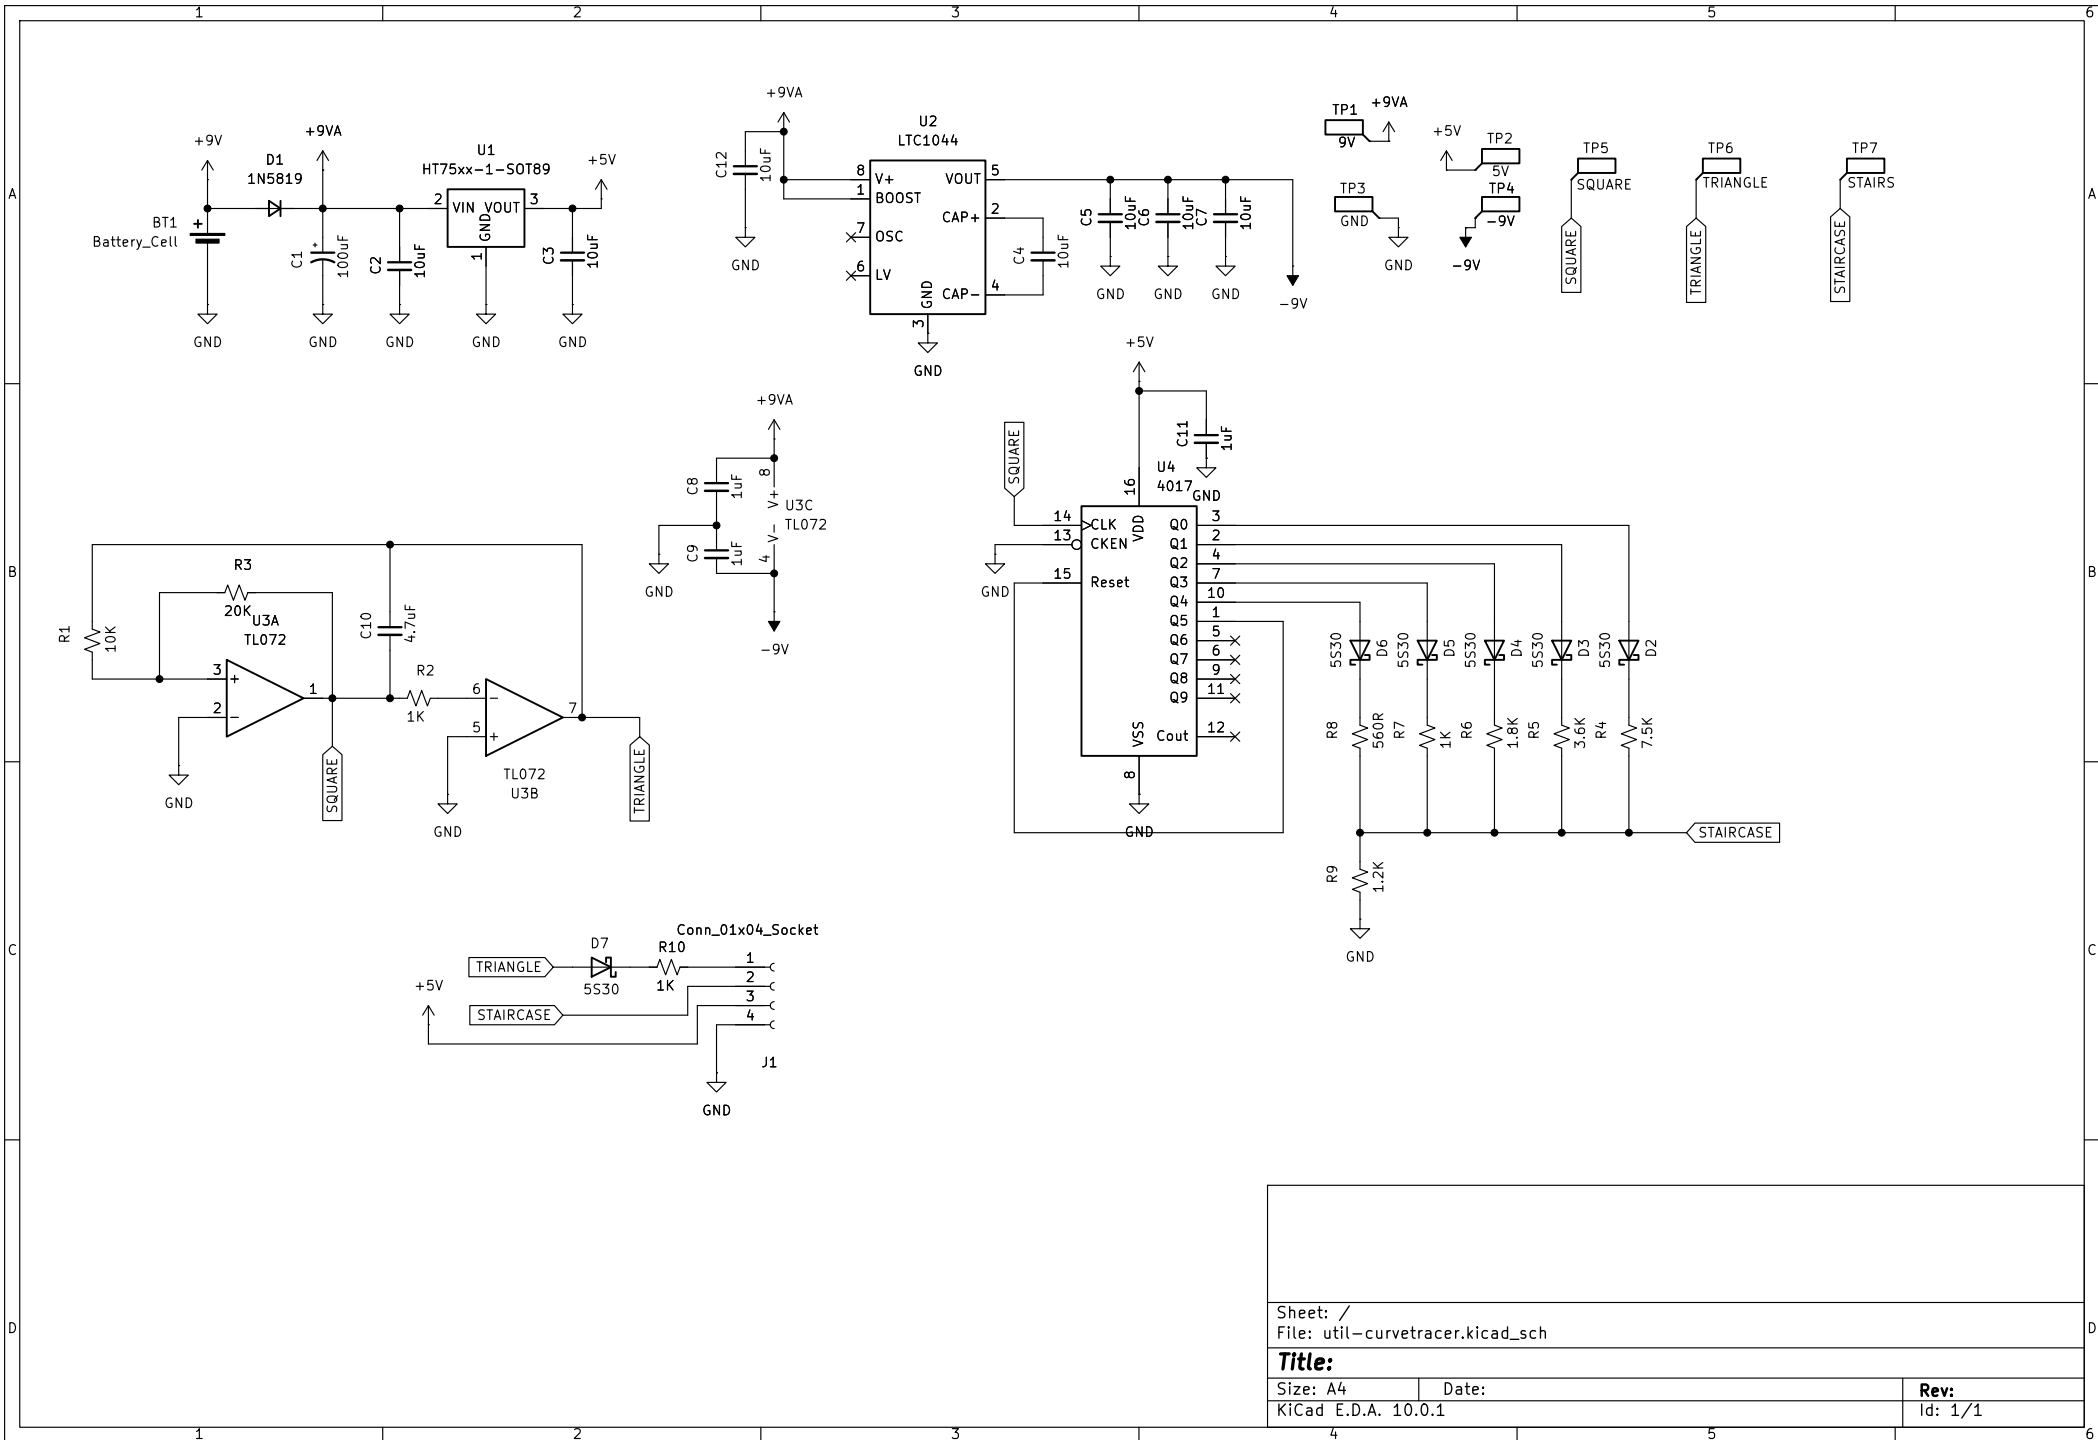 1 2 3 4 5 6
A
B
C
D
A
B
C
D
1 2 3 4 5 6
+9V
BT1
Battery_Cell
+
GND
D1
1N5819
+9VA
C1
100uF
+
GND
C2
10uF
GND
U1
HT75xx-1-SOT89
2
VIN VOUT
3
GND
1
GND
+5V
C3
10uF
GND
+9VA
C12
10uF
GND
U2
LTC1044
8 V+
1 BOOST
7 OSC
6 LV
VOUT 5
CAP+ 2
CAP- 4
GND
3
GND
C4
10uF
C5
10uF
GND
C6
10uF
GND
C7
10uF
GND
-9V
TP1
9V
+9VA
+5V
TP2
5V
TP3
GND
GND
TP4
-9V
-9V
TP5
SQUARE
SQUARE
TP6
TRIANGLE
TRIANGLE
TP7
STAIRS
STAIRCASE
+9VA
C8
1uF
8
V+
U3C
TL072
V-
4
C9
1uF
GND
-9V
R1
10K
R3
20K
U3A
TL072
3 +
2 -
1
GND
SQUARE
C10
4.7uF
R2
1K
6 -
5 +
7
TL072
U3B
GND
TRIANGLE
+5V
C11
1uF
GND
SQUARE
U4
4017
16
VDD
14 CLK
13 CKEN
15 Reset
GND
Q0 3
Q1 2
Q2 4
Q3 7
Q4 10
Q5 1
Q6 5
Q7 6
Q8 9
Q9 11
Cout 12
VSS
8
GND
5S30
D6
5S30
D5
5S30
D4
5S30
D3
5S30
D2
R8
560R
R7
1K
R6
1.8K
R5
3.6K
R4
7.5K
STAIRCASE
R9
1.2K
GND
Conn_01x04_Socket
TRIANGLE
D7
5S30
R10
1K
1
2
3
4
+5V
STAIRCASE
J1
GND
Sheet: /
File: util-curvetracer.kicad_sch
Title:
Size: A4 Date: Rev:
KiCad E.D.A. 10.0.1 Id: 1/1